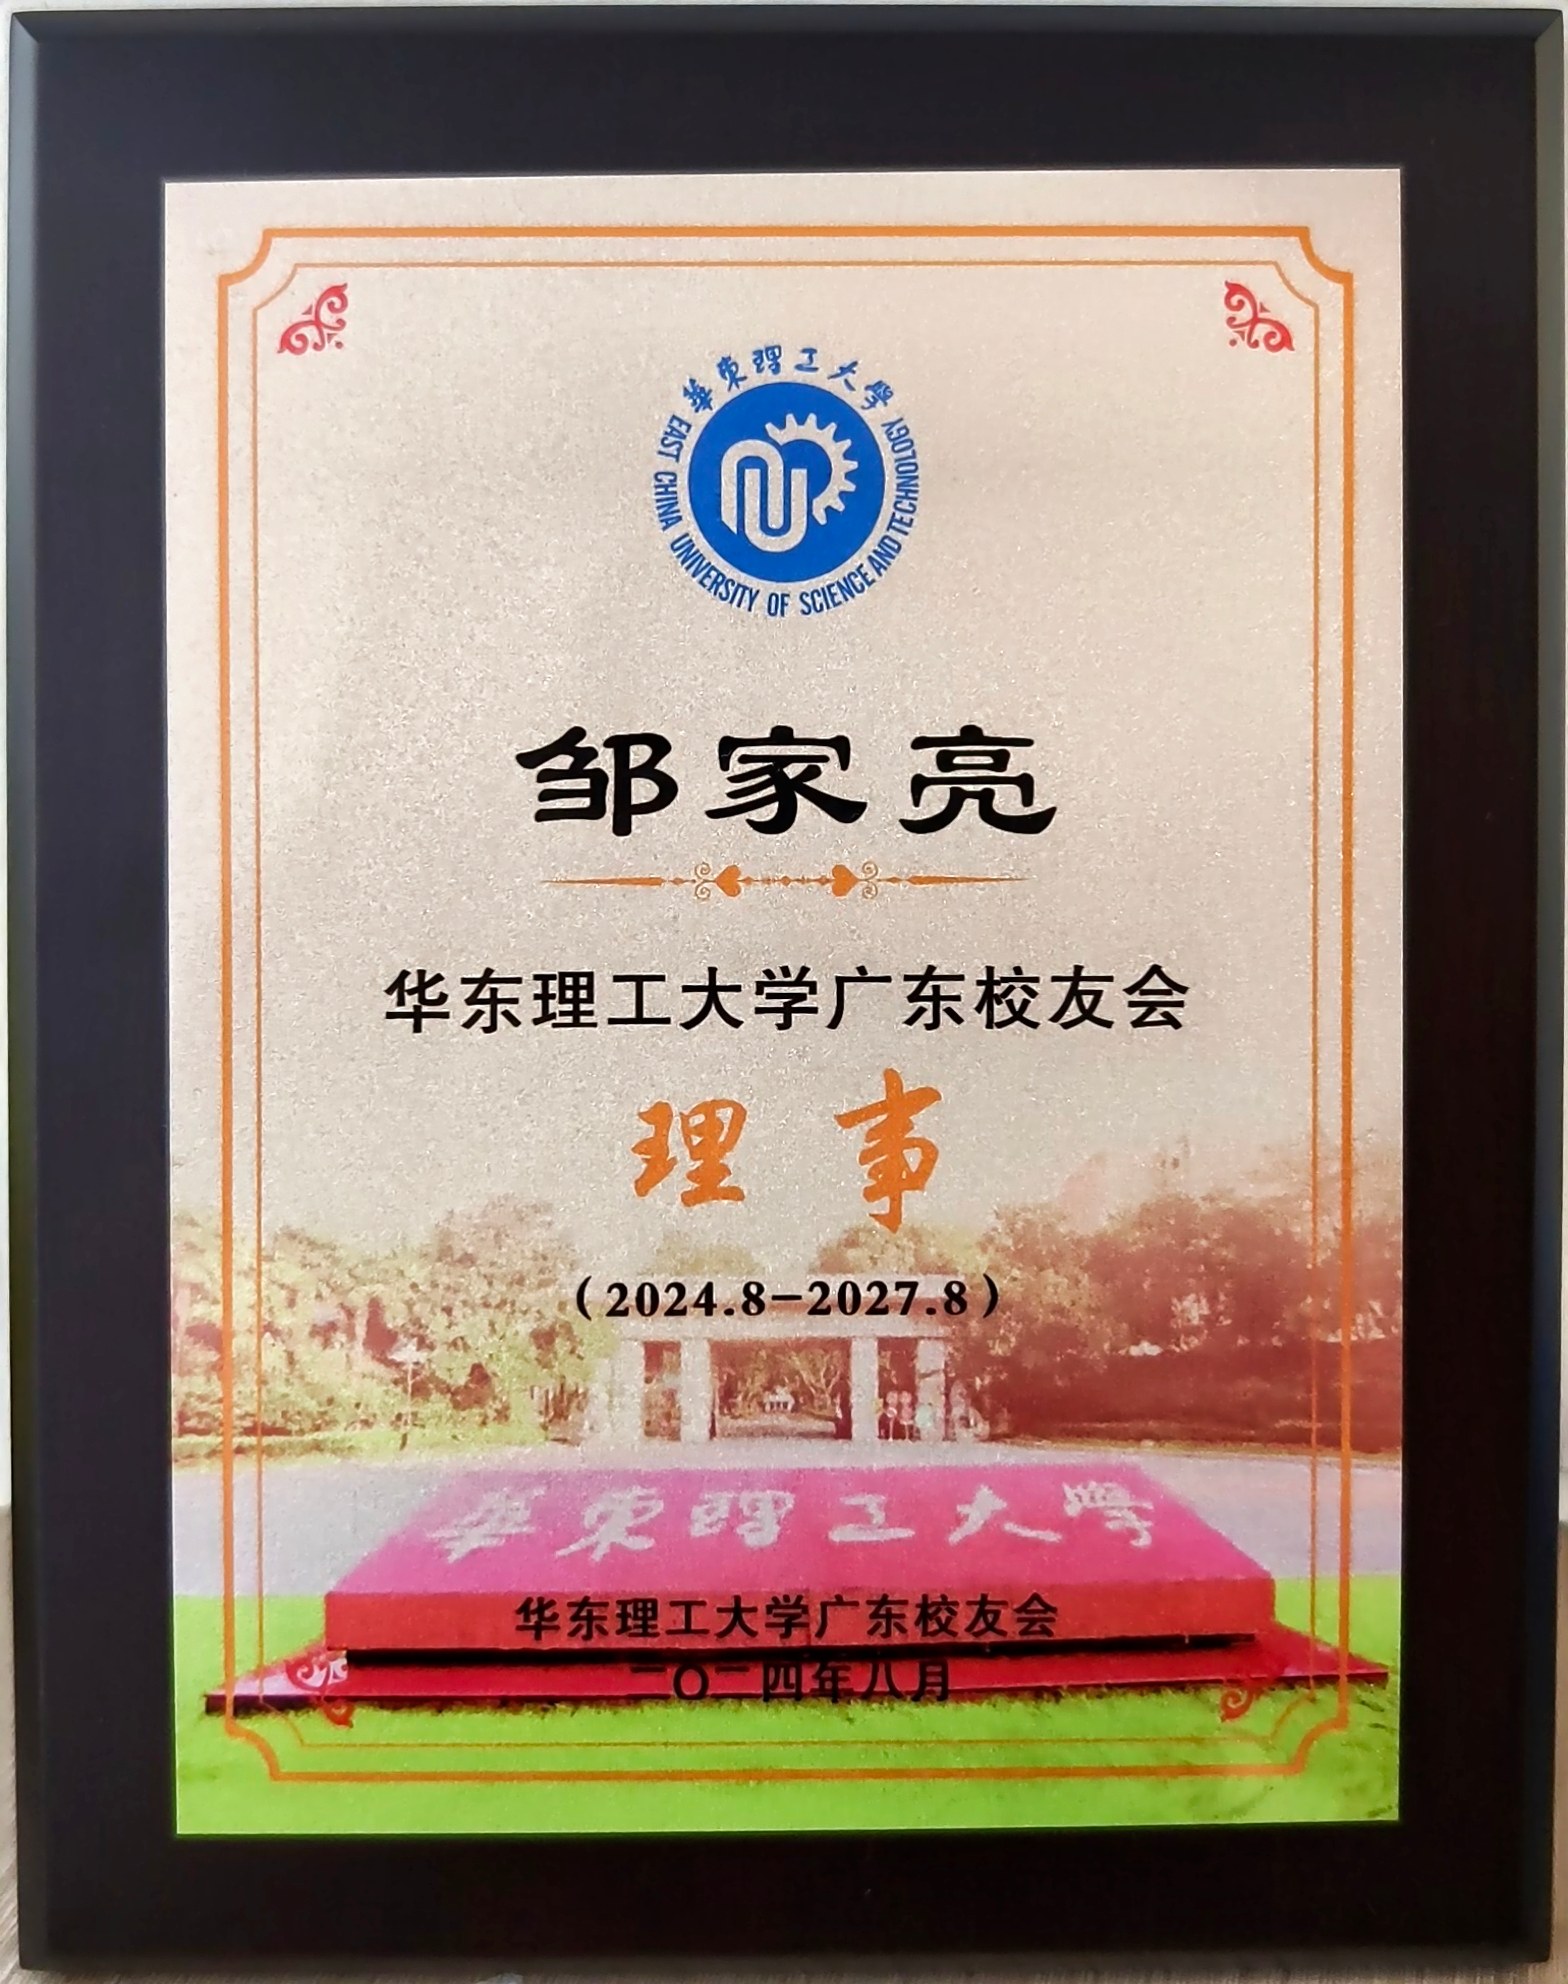 華東理工大學
EAST CHINA UNIVERSITY OF SCIENCE AND TECHNOLOGY
邹家亮
华东理工大学广东校友会
理事
（2024.8-2027.8）
華東理工大學
华东理工大学广东校友会
二〇二四年八月